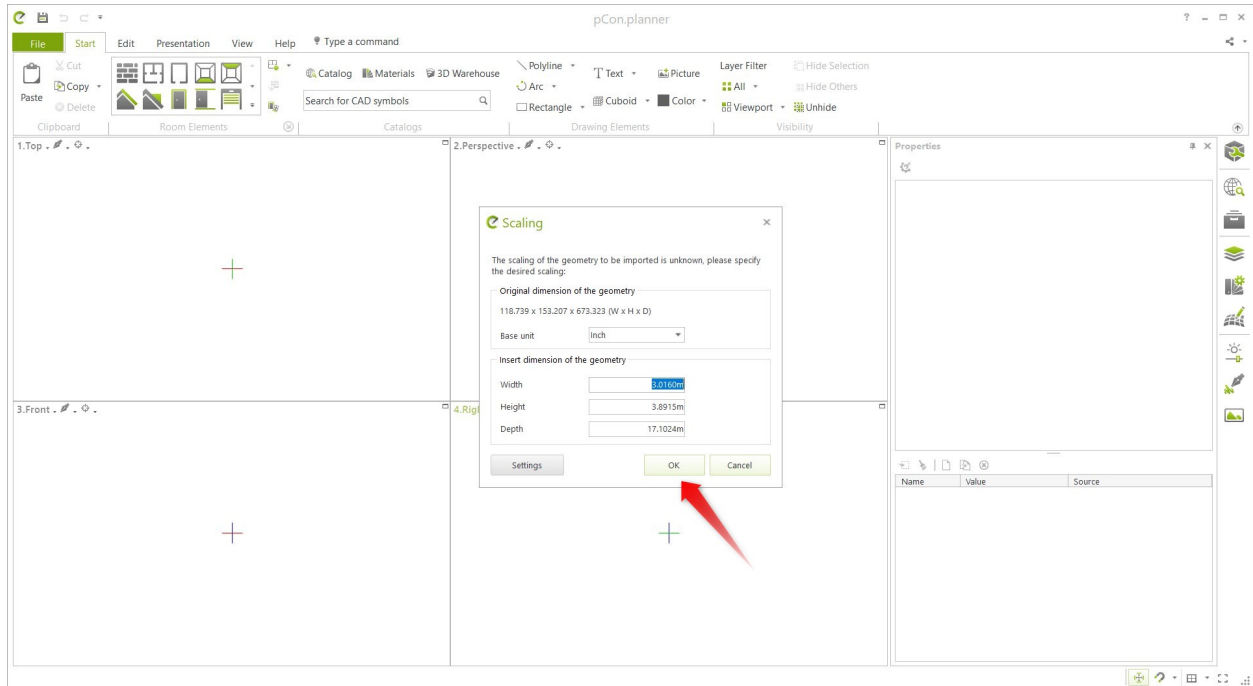 pCon.planner
File Start Edit Presentation View Help Type a command
Cut
Copy
Paste
Delete
Clipboard
Room Elements
Catalog Materials 3D Warehouse
Search for CAD symbols
Catalogs
Polyline
Arc
Rectangle
Text
Cuboid
Picture
Color
Drawing Elements
Layer Filter
All
Viewport
Hide Selection
Hide Others
Unhide
Visibility
1.Top
2.Perspective
Properties
Scaling
The scaling of the geometry to be imported is unknown, please specify
the desired scaling:
Original dimension of the geometry
118.739 x 153.207 x 673.323 (W x H x D)
Base unit Inch
Insert dimension of the geometry
Width 3.0160m
Height 3.8915m
Depth 17.1024m
Settings OK Cancel
3.Front
4.Rig
Name Value Source